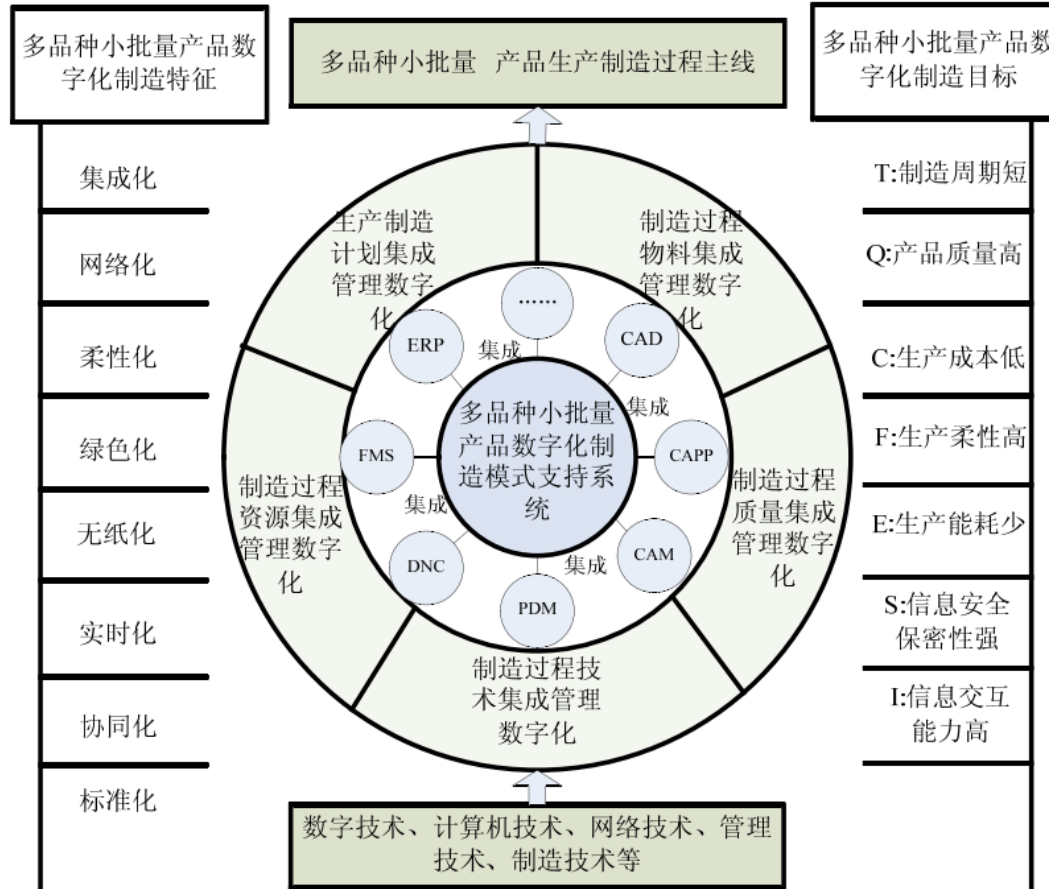 多品种小批量产品数
字化制造特征
集成化
网络化
柔性化
绿色化
无纸化
实时化
协同化
标准化
多品种小批量 产品生产制造过程主线
生产制造
计划集成
管理数字
化
制造过程
物料集成
管理数字
化
制造过程
资源集成
管理数字
化
制造过程
质量集成
管理数字
化
制造过程技
术集成管理
数字化
……
ERP
集成
CAD
集成
FMS
CAPP
集成
DNC
集成
CAM
PDM
多品种小批量
产品数字化制
造模式支持系
统
数字技术、计算机技术、网络技术、管理
技术、制造技术等
多品种小批量产品数
字化制造目标
T:制造周期短
Q:产品质量高
C:生产成本低
F:生产柔性高
E:生产能耗少
S:信息安全
保密性强
I:信息交互
能力高